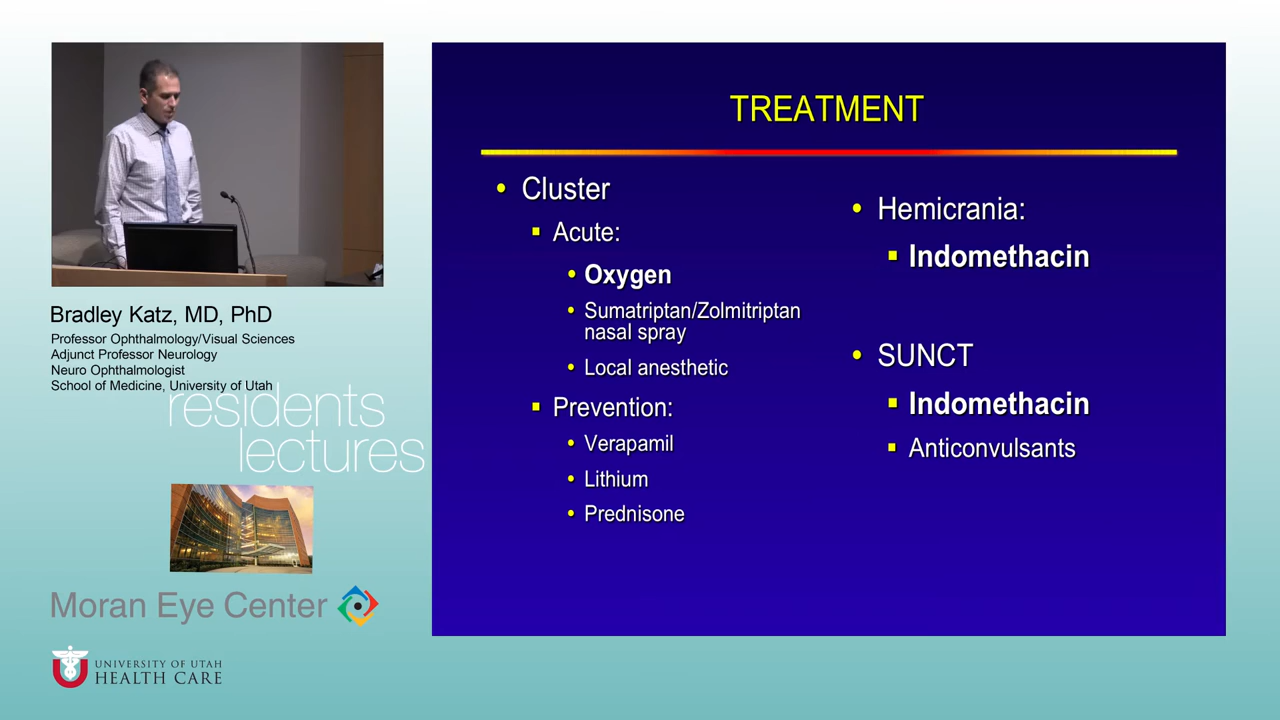 TREATMENT
• Cluster
▪ Acute:
• Oxygen
• Sumatriptan/Zolmitriptan
nasal spray
• Local anesthetic
▪ Prevention:
• Verapamil
• Lithium
• Prednisone
• Hemicrania:
▪ Indomethacin
• SUNCT
▪ Indomethacin
▪ Anticonvulsants
Bradley Katz, MD, PhD
Professor Ophthalmology/Visual Sciences
Adjunct Professor Neurology
Neuro Ophthalmologist
School of Medicine, University of Utah
residents
lectures
Moran Eye Center
UNIVERSITY OF UTAH
HEALTH CARE